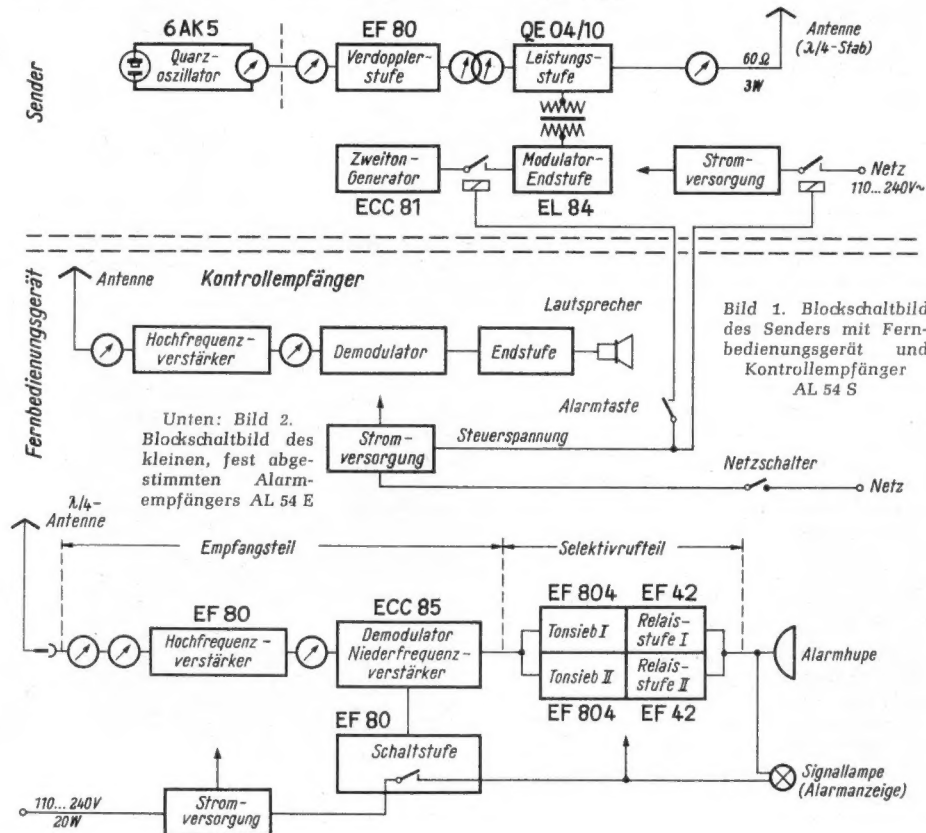 Sender
6AK5
Quarz-
oszillator
EF 80
Verdoppler-
stufe
QE 04/10
Leistungs-
stufe
60 Ω
3W
Antenne
(λ/4-Stab)
Zweiton-
Generator
ECC 81
Modulator-
Endstufe
EL 84
Strom-
versorgung
Netz
110...240V~
Fernbedienungsgerät
Antenne
Kontrollempfänger
Hochfrequenz-
verstärker
Demodulator
Endstufe
Lautsprecher
Bild 1. Blockschaltbild
des Senders mit Fern-
bedienungsgerät und
Kontrollempfänger
AL 54 S
Alarmtaste
Unten: Bild 2.
Blockschaltbild des
kleinen, fest abge-
stimmten Alarm-
empfängers AL 54 E
Strom-
versorgung
Steuerspannung
Netzschalter
Netz
λ/4-
Antenne
Empfangsteil
Selektivrufteil
EF 80
Hochfrequenz-
verstärker
ECC 85
Demodulator
Niederfrequenz-
verstärker
EF 804
EF 42
Tonsieb I
Relais-
stufe I
Tonsieb II
Relais-
stufe II
EF 804
EF 42
Alarmhupe
EF 80
Schaltstufe
Signallampe
(Alarmanzeige)
110...240V
20W
Strom-
versorgung